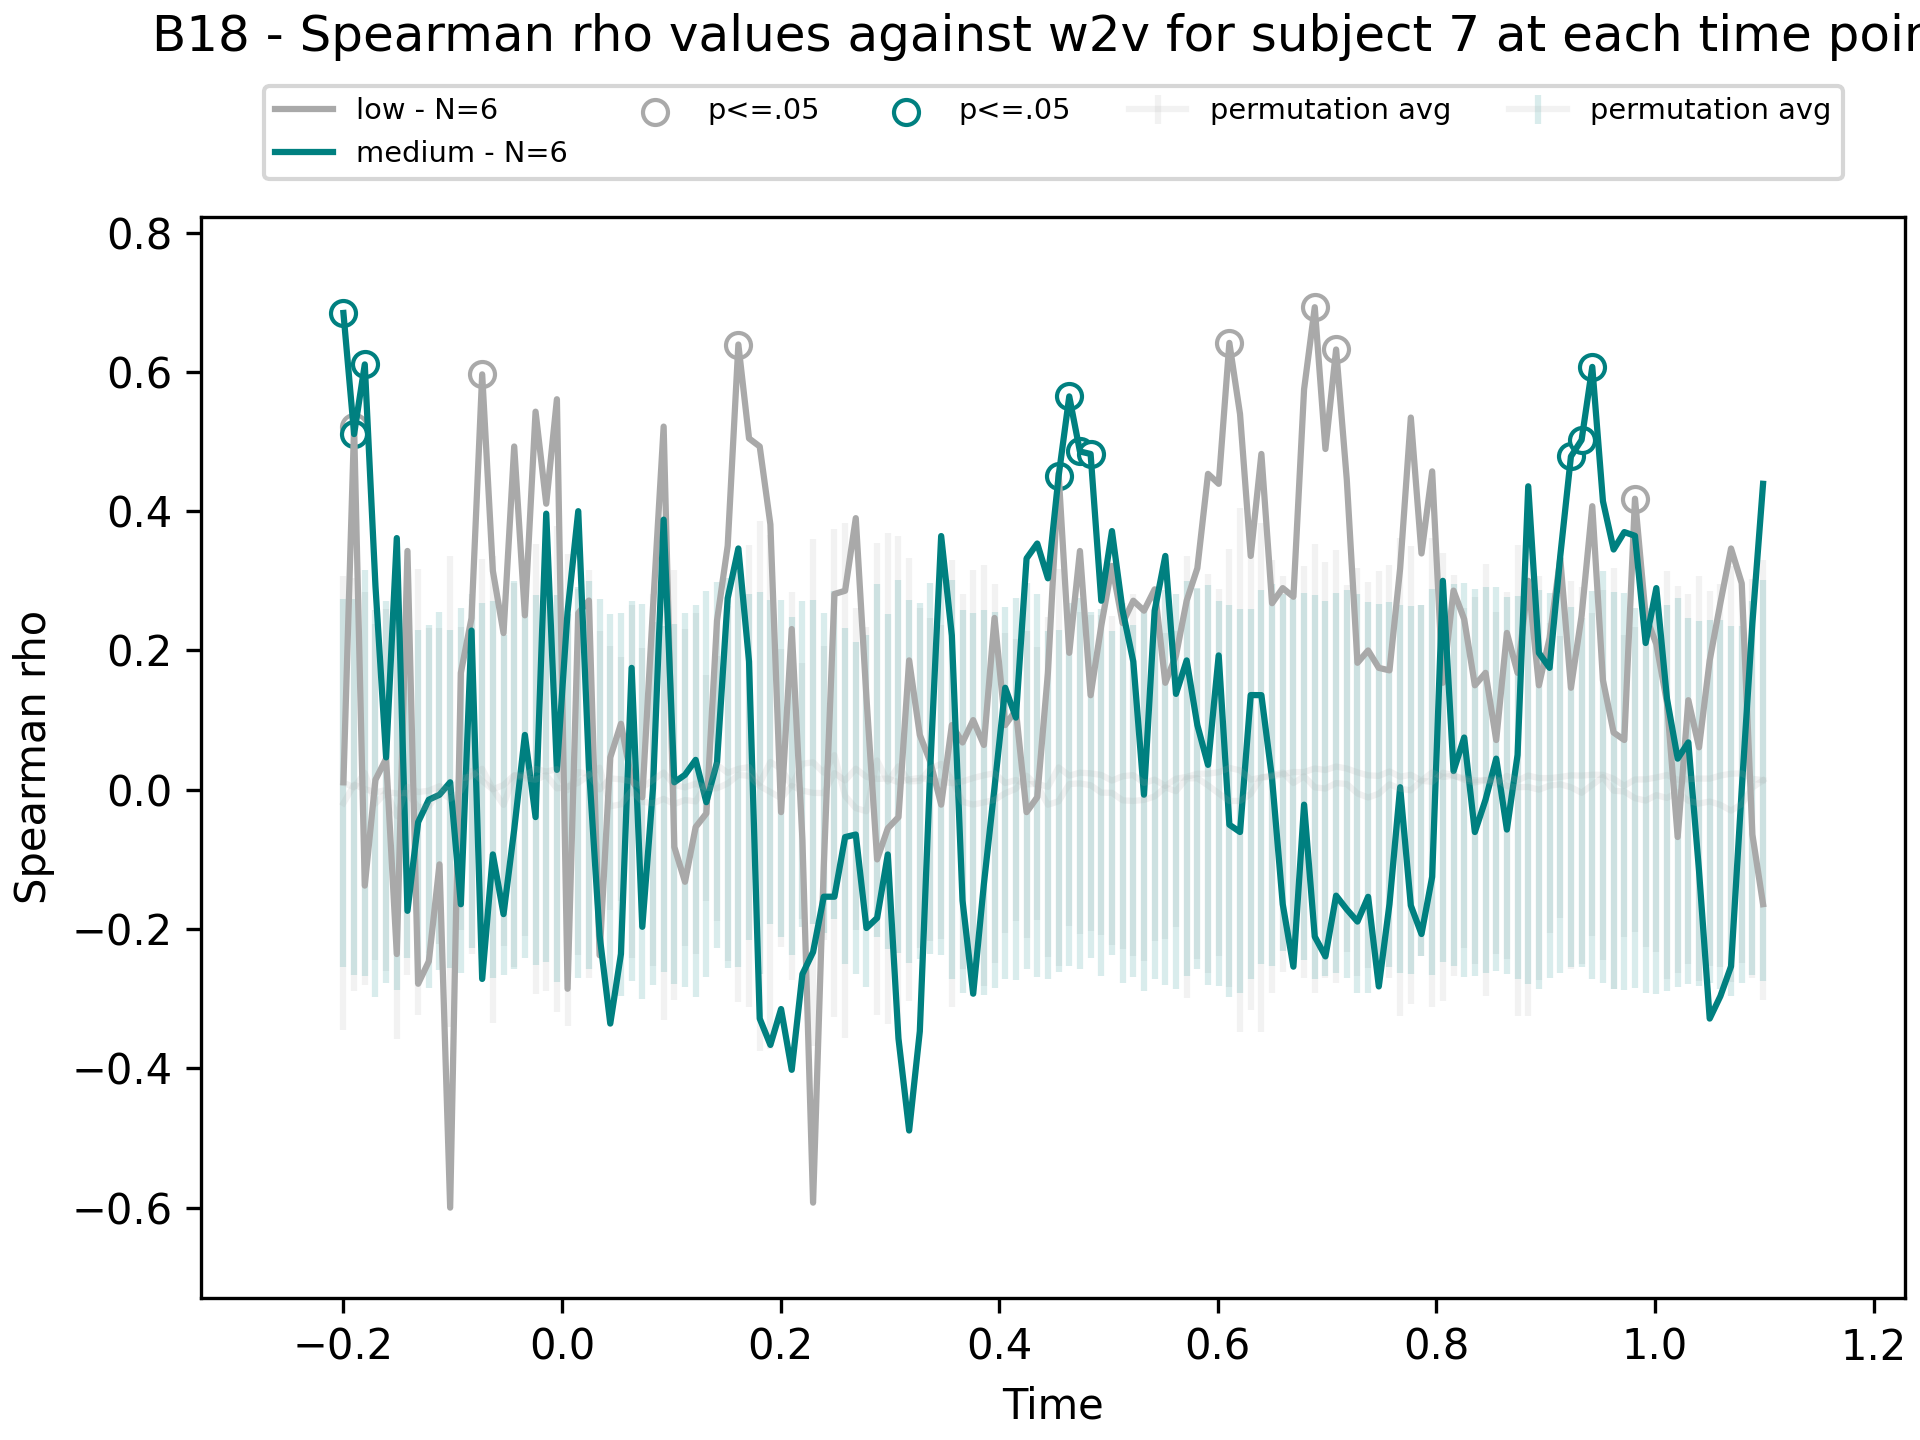 B18 - Spearman rho values against w2v for subject 7 at each time poin
low - N=6
medium - N=6
p<=.05
p<=.05
permutation avg
permutation avg
Spearman rho
0.8
0.6
0.4
0.2
0.0
−0.2
−0.4
−0.6
−0.2 0.0 0.2 0.4 0.6 0.8 1.0 1.2
Time